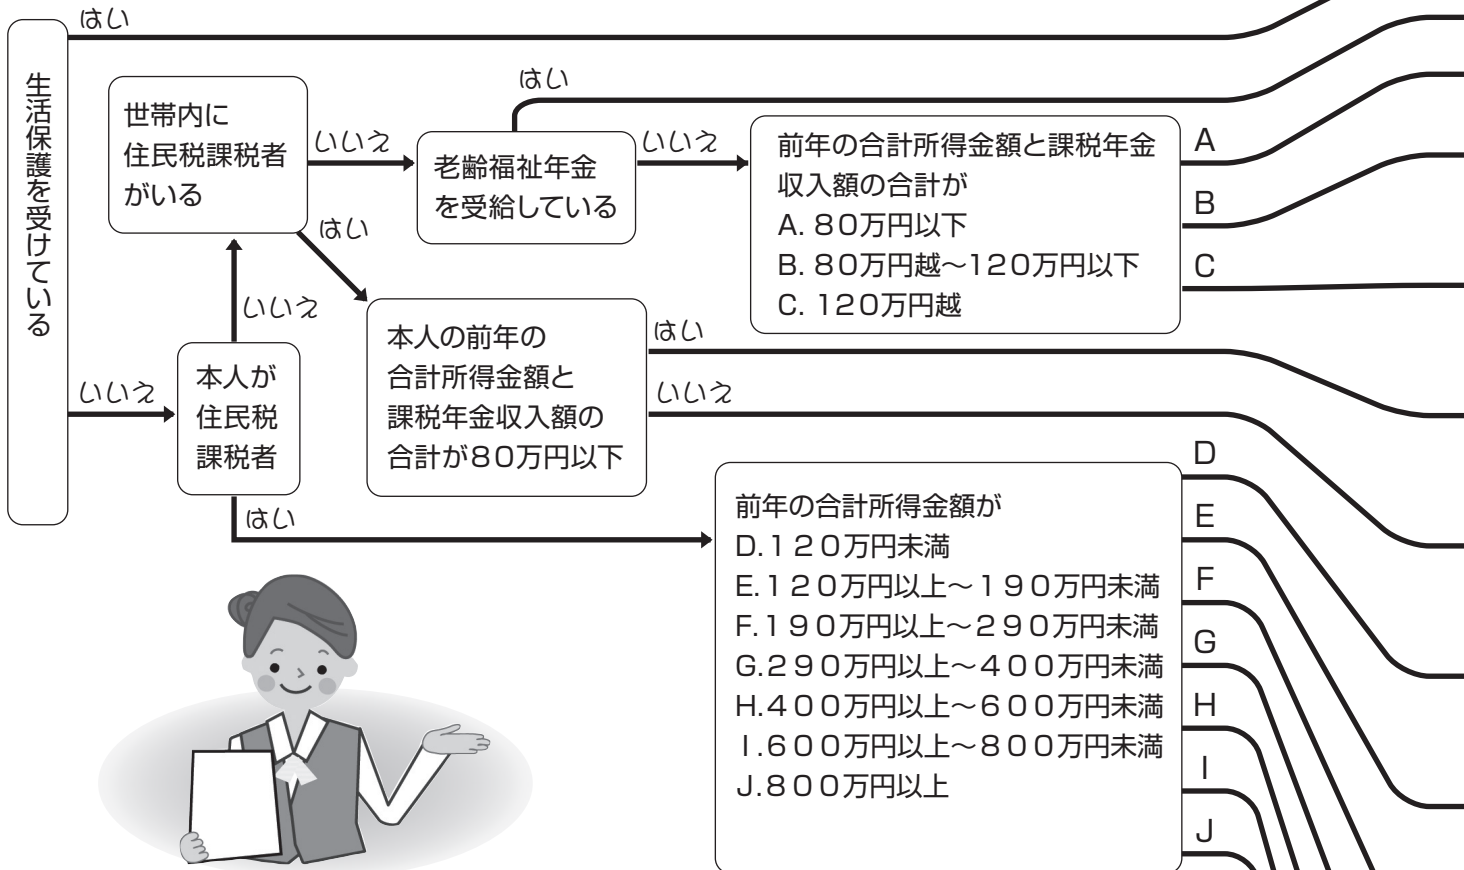 はい
生活保護を受けている
いいえ
本人が
住民税
課税者
いいえ
はい
世帯内に
住民税課税者
がいる
いいえ
はい
老齢福祉年金
を受給している
はい
いいえ
本人の前年の
合計所得金額と
課税年金収入額の
合計が80万円以下
はい
いいえ
前年の合計所得金額と課税年金
収入額の合計が
A. 80万円以下
B. 80万円越～120万円以下
C. 120万円越
A
B
C
前年の合計所得金額が
D.120万円未満
E.120万円以上～190万円未満
F.190万円以上～290万円未満
G.290万円以上～400万円未満
H.400万円以上～600万円未満
I.600万円以上～800万円未満
J.800万円以上
D
E
F
G
H
I
J